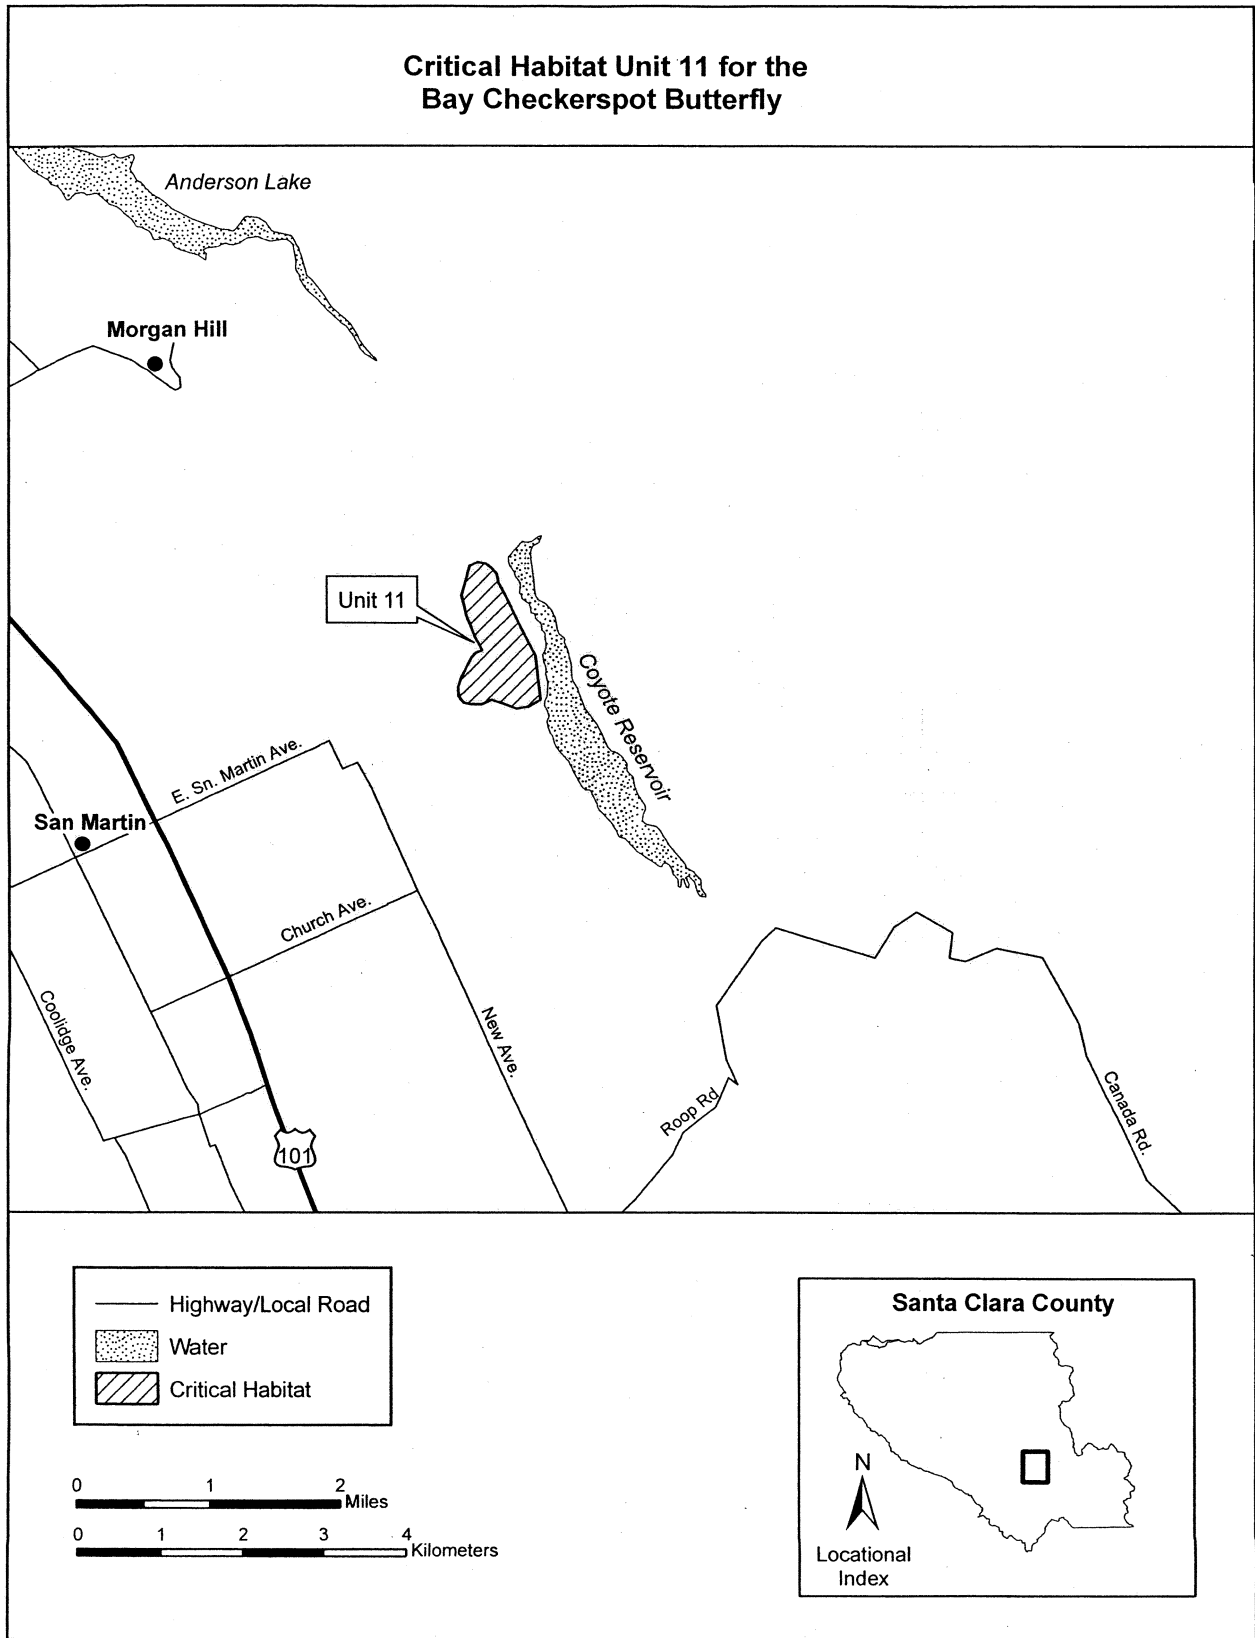 Critical Habitat Unit 11 for the
Bay Checkerspot Butterfly
Anderson Lake
Morgan Hill
Unit 11
Coyote Reservoir
E. Sn. Martin Ave.
San Martin
Church Ave.
Coolidge Ave.
New Ave.
Roop Rd
Canada Rd.
101
Highway/Local Road
Water
Critical Habitat
0 1 2
Miles
0 1 2 3 4
Kilometers
Santa Clara County
N
Locational
Index